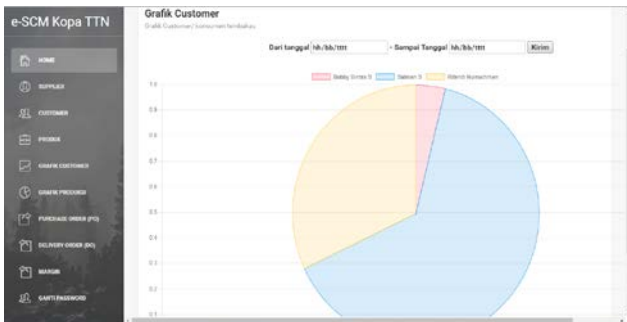 e-SCM Kopa TTN
HOME
SUPPLIER
CUSTOMER
PRODUK
GRAFIK CUSTOMER
GRAFIK PRODUKSI
PURCHASE ORDER (PO)
DELIVERY ORDER (DO)
MARGIN
GANTI PASSWORD
Grafik Customer
Grafik Customer/ konsumen tembakau
Dari tanggal hh/bb/tttt - Sampai Tanggal hh/bb/tttt Kirim
1.0
0.9
0.8
0.7
0.6
0.5
0.4
0.3
0.2
0.1